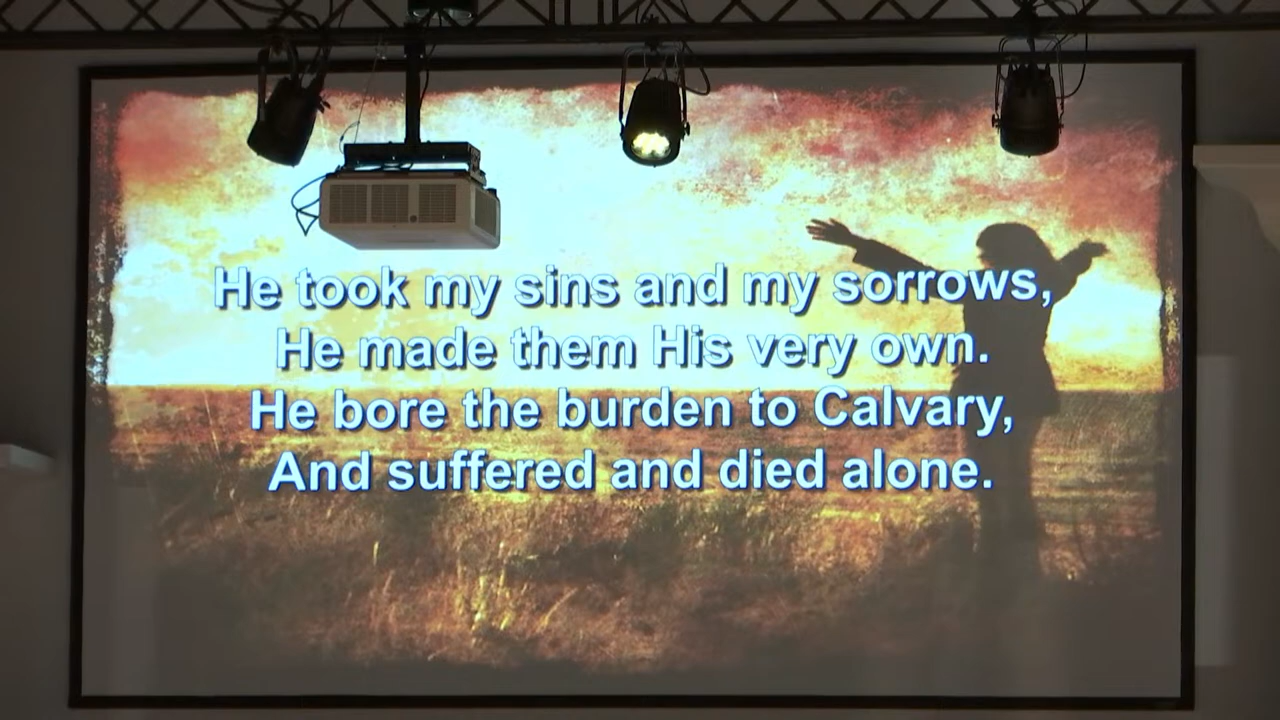 He took my sins and my sorrows,
He made them His very own.
He bore the burden to Calvary,
And suffered and died alone.